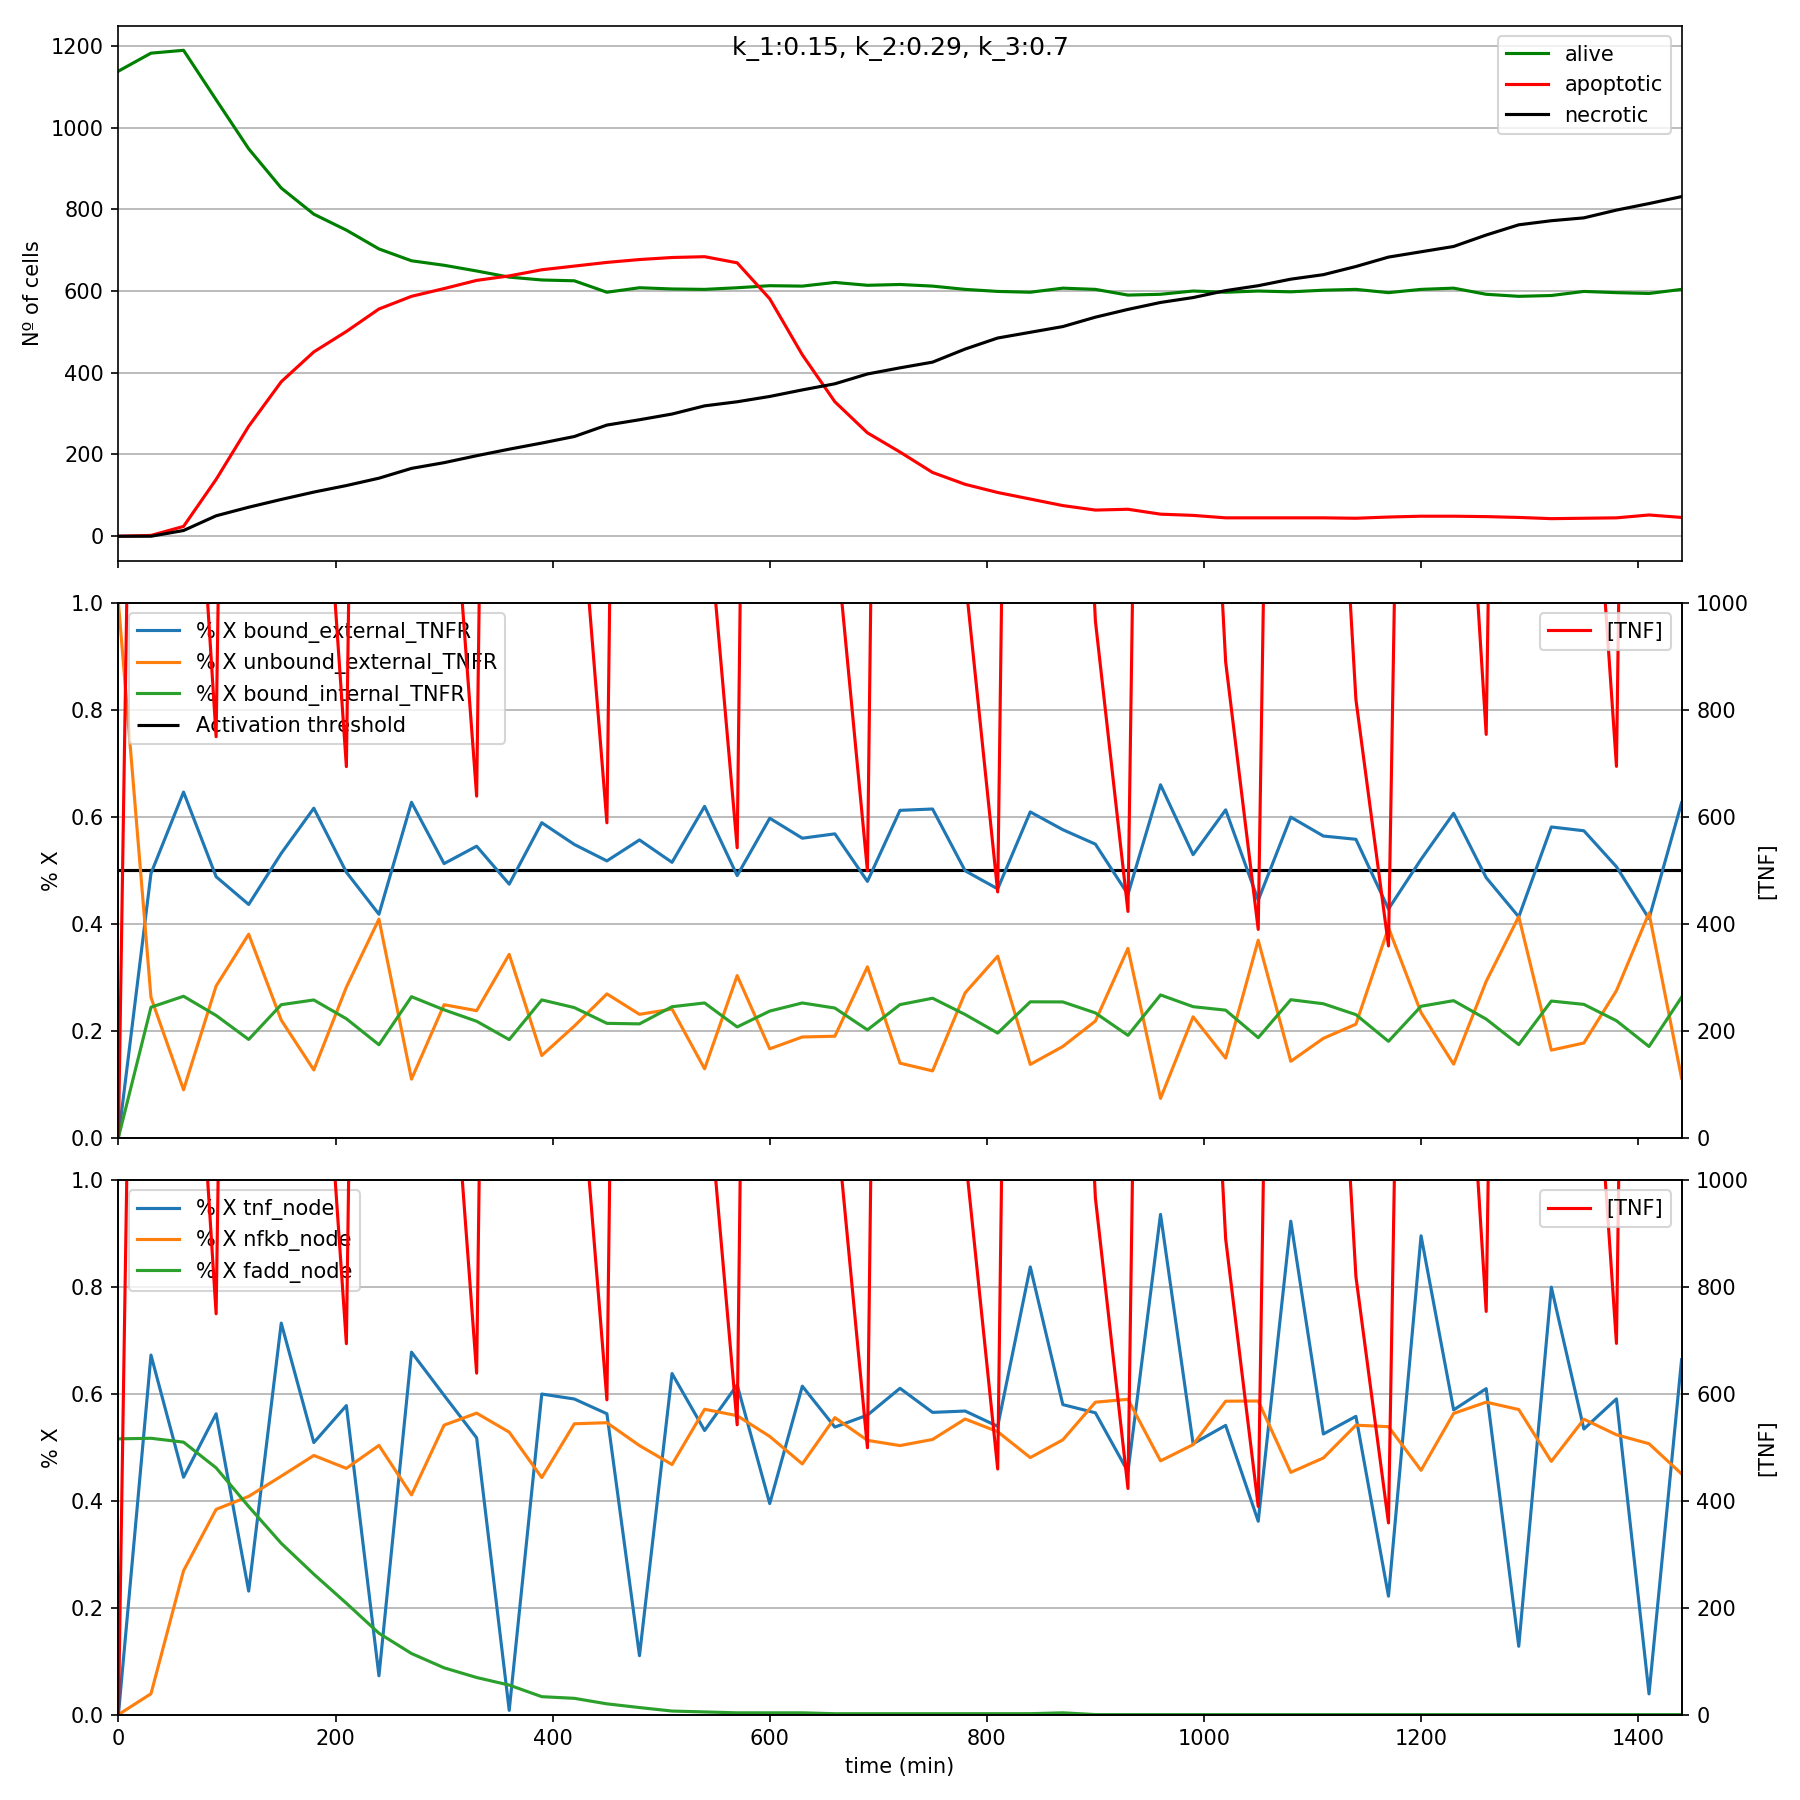 k_1:0.15, k_2:0.29, k_3:0.7
alive
apoptotic
necrotic
1200
1000
800
600
400
200
0
Nº of cells
% X bound_external_TNFR
% X unbound_external_TNFR
% X bound_internal_TNFR
Activation threshold
[TNF]
1.0
0.8
0.6
0.4
0.2
0.0
% X
1000
800
600
400
200
0
[TNF]
% X tnf_node
% X nfkb_node
% X fadd_node
[TNF]
1.0
0.8
0.6
0.4
0.2
0.0
% X
1000
800
600
400
200
0
[TNF]
0 200 400 600 800 1000 1200 1400
time (min)